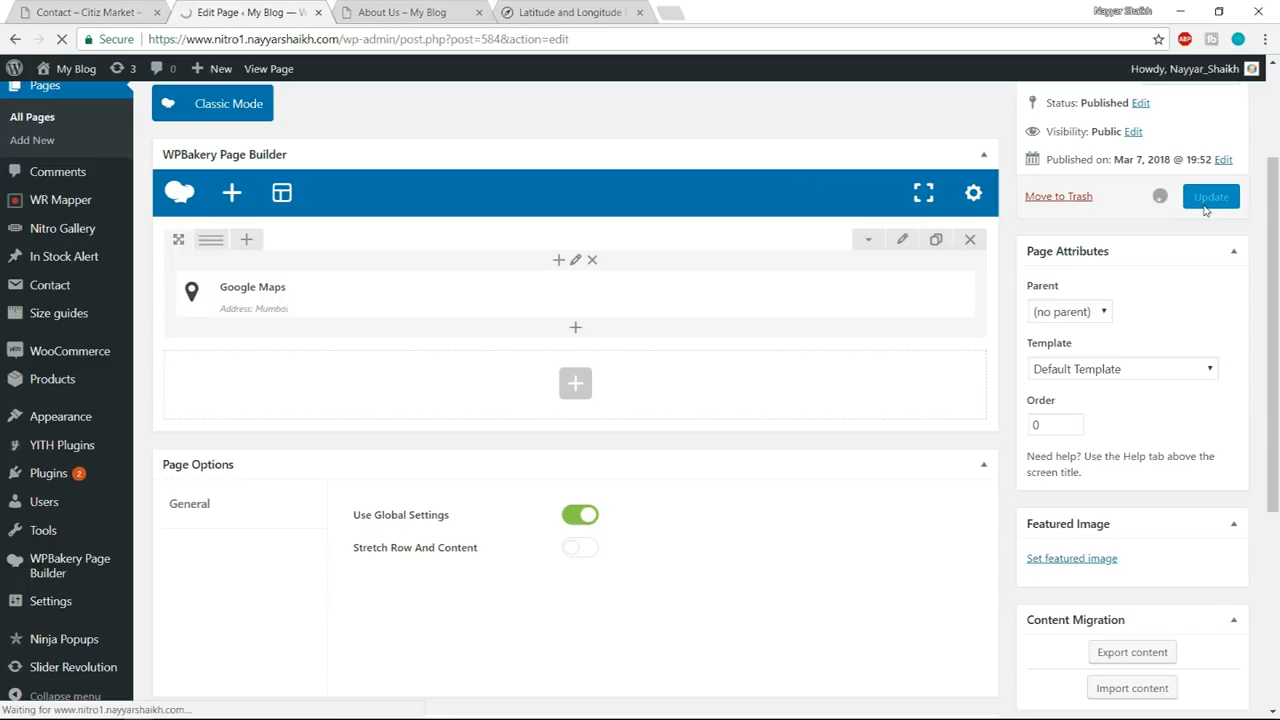 Contact – Citiz Market –
Edit Page ‹ My Blog — W
About Us – My Blog
Latitude and Longitude
Nayyar Shaikh
Secure
https://www.nitro1.nayyarshaikh.com/wp-admin/post.php?post=584&action=edit
ABP
tb
My Blog
3
0
New
View Page
Howdy, Nayyar_Shaikh
Pages
All Pages
Add New
Comments
WR Mapper
Nitro Gallery
In Stock Alert
Contact
Size guides
WooCommerce
Products
Appearance
YITH Plugins
Plugins 2
Users
Tools
WPBakery Page
Builder
Settings
Ninja Popups
Slider Revolution
Collapse menu
Classic Mode
WPBakery Page Builder
Google Maps
Address: Mumbai
Page Options
General
Use Global Settings
Stretch Row And Content
Status: Published Edit
Visibility: Public Edit
Published on: Mar 7, 2018 @ 19:52 Edit
Move to Trash
Update
Page Attributes
Parent
(no parent)
Template
Default Template
Order
0
Need help? Use the Help tab above the
screen title.
Featured Image
Set featured image
Content Migration
Export content
Import content
Waiting for www.nitro1.nayyarshaikh.com...